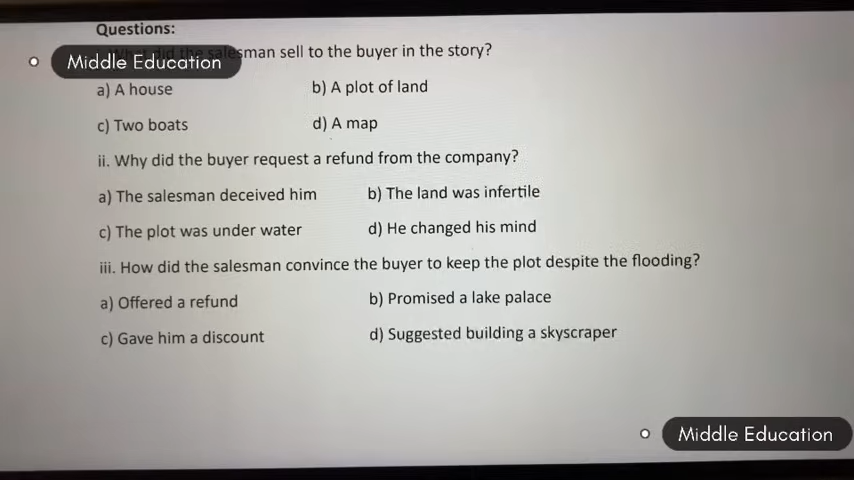 Questions:
salesman sell to the buyer in the story?
Middle Education
a) A house b) A plot of land
c) Two boats d) A map
ii. Why did the buyer request a refund from the company?
a) The salesman deceived him b) The land was infertile
c) The plot was under water d) He changed his mind
iii. How did the salesman convince the buyer to keep the plot despite the flooding?
a) Offered a refund b) Promised a lake palace
c) Gave him a discount d) Suggested building a skyscraper
Middle Education